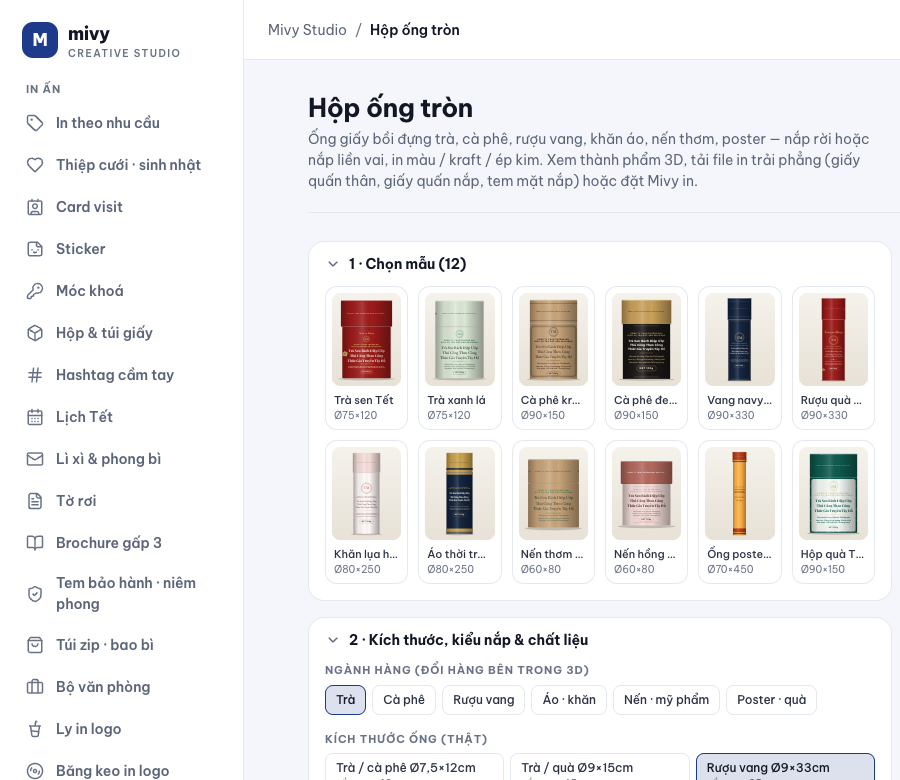 M
mivy
CREATIVE STUDIO
IN ẤN
In theo nhu cầu
Thiệp cưới · sinh nhật
Card visit
Sticker
Móc khoá
Hộp & túi giấy
Hashtag cầm tay
Lịch Tết
Lì xì & phong bì
Tờ rơi
Brochure gấp 3
Tem bảo hành · niêm
phong
Túi zip · bao bì
Bộ văn phòng
Ly in logo
Băng keo in logo
Mivy Studio / Hộp ống tròn
Hộp ống tròn
Ống giấy bồi đựng trà, cà phê, rượu vang, khăn áo, nến thơm, poster — nắp rời hoặc
nắp liền vai, in màu / kraft / ép kim. Xem thành phẩm 3D, tải file in trải phẳng (giấy
quấn thân, giấy quấn nắp, tem mặt nắp) hoặc đặt Mivy in.
1 · Chọn mẫu (12)
Trà sen Tết
Ø75×120
Trà xanh lá
Ø75×120
Cà phê kr...
Ø90×150
Cà phê đe...
Ø90×150
Vang navy...
Ø90×330
Rượu quà ...
Ø90×330
Khăn lụa h...
Ø80×250
Áo thời tr...
Ø80×250
Nến thơm ...
Ø60×80
Nến hồng ...
Ø60×80
Ống poste...
Ø70×450
Hộp quà T...
Ø90×150
2 · Kích thước, kiểu nắp & chất liệu
NGÀNH HÀNG (ĐỔI HÀNG BÊN TRONG 3D)
Trà
Cà phê
Rượu vang
Áo · khăn
Nến · mỹ phẩm
Poster · quà
KÍCH THƯỚC ỐNG (THẬT)
Trà / cà phê Ø7,5×12cm
Trà / quà Ø9×15cm
Rượu vang Ø9×33cm